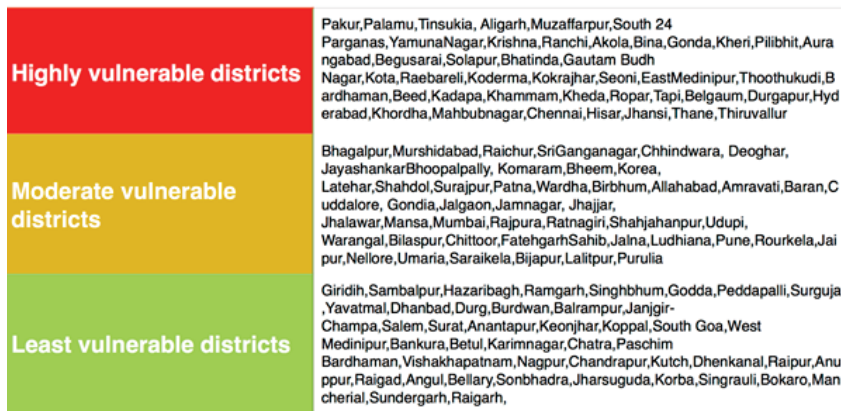 Highly vulnerable districts
Pakur,Palamu,Tinsukia, Aligarh,Muzaffarpur,South 24
Parganas,YamunaNagar,Krishna,Ranchi,Akola,Bina,Gonda,Kheri,Pilibhit,Aura
ngabad,Begusarai,Solapur,Bhatinda,Gautam Budh
Nagar,Kota,Raebareli,Koderma,Kokrajhar,Seoni,EastMedinipur,Thoothukudi,B
ardhaman,Beed,Kadapa,Khammam,Kheda,Ropar,Tapi,Belgaum,Durgapur,Hyd
erabad,Khordha,Mahbubnagar,Chennai,Hisar,Jhansi,Thane,Thiruvallur
Moderate vulnerable
districts
Bhagalpur,Murshidabad,Raichur,SriGanganagar,Chhindwara, Deoghar,
JayashankarBhoopalpally, Komaram,Bheem,Korea,
Latehar,Shahdol,Surajpur,Patna,Wardha,Birbhum,Allahabad,Amravati,Baran,C
uddalore, Gondia,Jalgaon,Jamnagar, Jhajjar,
Jhalawar,Mansa,Mumbai,Rajpura,Ratnagiri,Shahjahanpur,Udupi,
Warangal,Bilaspur,Chittoor,FatehgarhSahib,Jalna,Ludhiana,Pune,Rourkela,Jai
pur,Nellore,Umaria,Saraikela,Bijapur,Lalitpur,Purulia
Least vulnerable districts
Giridih,Sambalpur,Hazaribagh,Ramgarh,Singhbhum,Godda,Peddapalli,Surguja
,Yavatmal,Dhanbad,Durg,Burdwan,Balrampur,Janjgir-
Champa,Salem,Surat,Anantapur,Keonjhar,Koppal,South Goa,West
Medinipur,Bankura,Betul,Karimnagar,Chatra,Paschim
Bardhaman,Vishakhapatnam,Nagpur,Chandrapur,Kutch,Dhenkanal,Raipur,Anu
ppur,Raigad,Angul,Bellary,Sonbhadra,Jharsuguda,Korba,Singrauli,Bokaro,Man
cherial,Sundergarh,Raigarh,